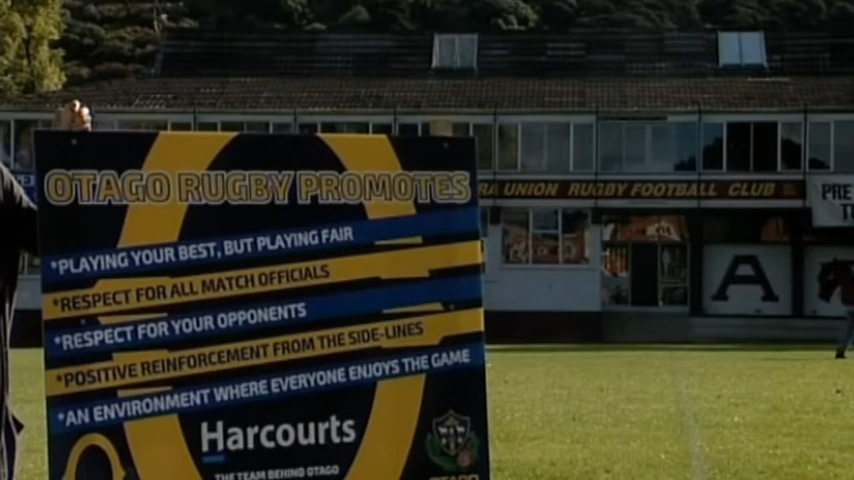 OTAGO RUGBY PROMOTES
*PLAYING YOUR BEST, BUT PLAYING FAIR
*RESPECT FOR ALL MATCH OFFICIALS
*RESPECT FOR YOUR OPPONENTS
*POSITIVE REINFORCEMENT FROM THE SIDE-LINES
*AN ENVIRONMENT WHERE EVERYONE ENJOYS THE GAME
Harcourts
THE TEAM BEHIND OTAGO
OTAGO
RA UNION RUGBY FOOTBALL CLUB
PRE
A